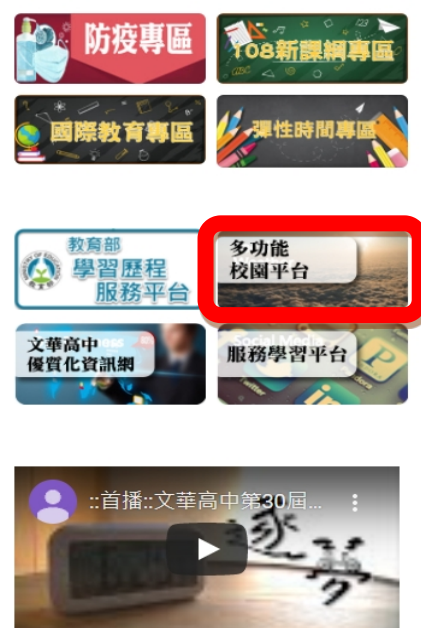 防疫專區
108新課綱專區
國際教育專區
彈性時間專區
教育部
學習歷程
服務平台
多功能
校園平台
文華高中
優質化資訊網
服務學習平台
::首播::文華高中第30屆...
逐夢